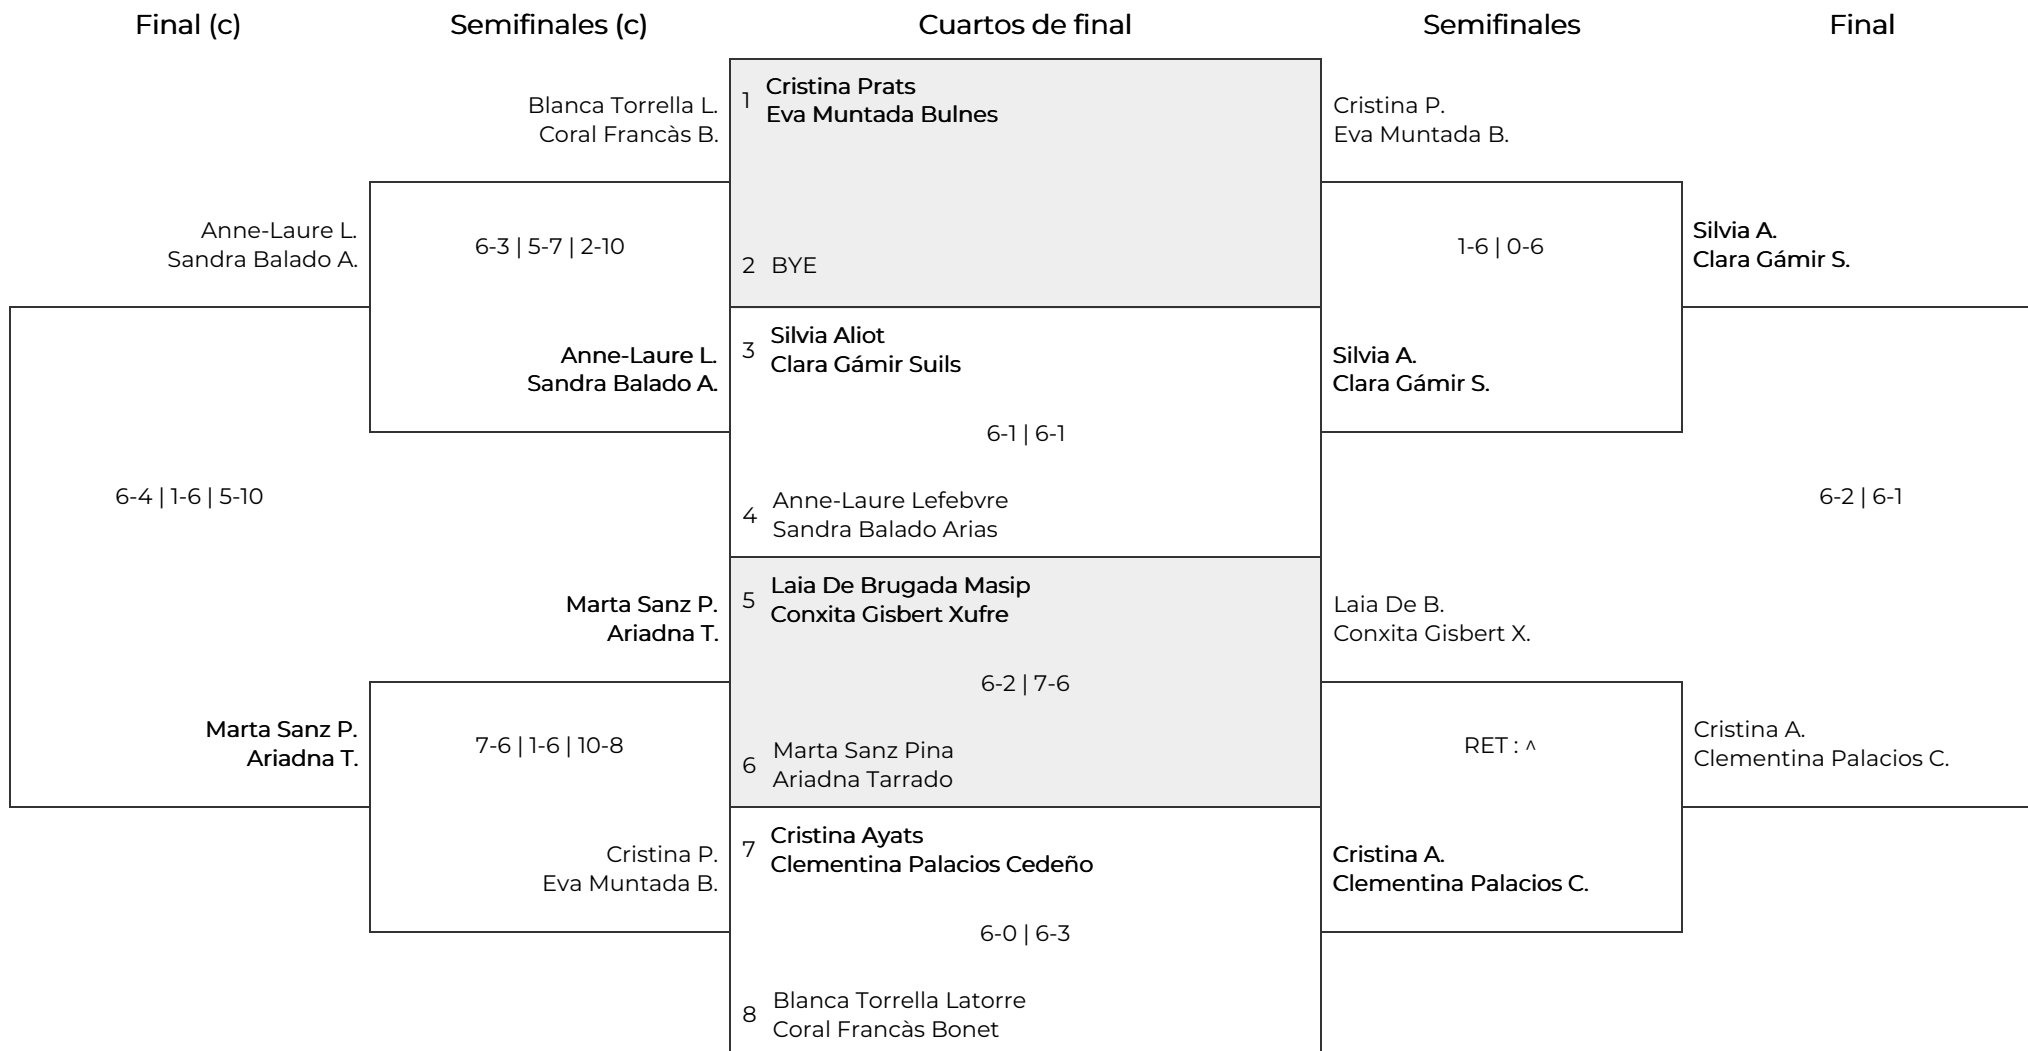 Final (c)
Semifinales (c)
Cuartos de final
Semifinales
Final
Blanca Torrella L.
Coral Francàs B.
Anne-Laure L.
Sandra Balado A.
6-3 | 5-7 | 2-10
Anne-Laure L.
Sandra Balado A.
6-4 | 1-6 | 5-10
Marta Sanz P.
Ariadna T.
Marta Sanz P.
Ariadna T.
7-6 | 1-6 | 10-8
Cristina P.
Eva Muntada B.
1 Cristina Prats
Eva Muntada Bulnes
2 BYE
3 Silvia Aliot
Clara Gámir Suils
6-1 | 6-1
4 Anne-Laure Lefebvre
Sandra Balado Arias
5 Laia De Brugada Masip
Conxita Gisbert Xufre
6-2 | 7-6
6 Marta Sanz Pina
Ariadna Tarrado
7 Cristina Ayats
Clementina Palacios Cedeño
6-0 | 6-3
8 Blanca Torrella Latorre
Coral Francàs Bonet
Cristina P.
Eva Muntada B.
1-6 | 0-6
Silvia A.
Clara Gámir S.
Silvia A.
Clara Gámir S.
6-2 | 6-1
Laia De B.
Conxita Gisbert X.
RET : ^
Cristina A.
Clementina Palacios C.
Cristina A.
Clementina Palacios C.